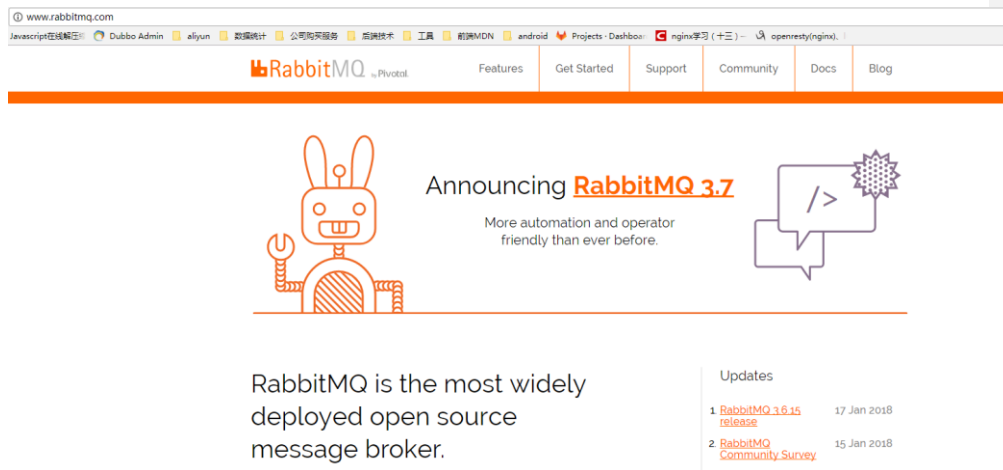 www.rabbitmq.com
Javascript在线解压 Dubbo Admin aliyun 数据统计 公司购买服务 后端技术 工具 前端MDN android Projects · Dashboar nginx学习 (十三) -- openresty(nginx)、
RabbitMQ by Pivotal. Features Get Started Support Community Docs Blog
Announcing RabbitMQ 3.7
More automation and operator
friendly than ever before.
/>
RabbitMQ is the most widely
deployed open source
message broker.
Updates
1. RabbitMQ 3.6.15 release 17 Jan 2018
2. RabbitMQ Community Survey 15 Jan 2018